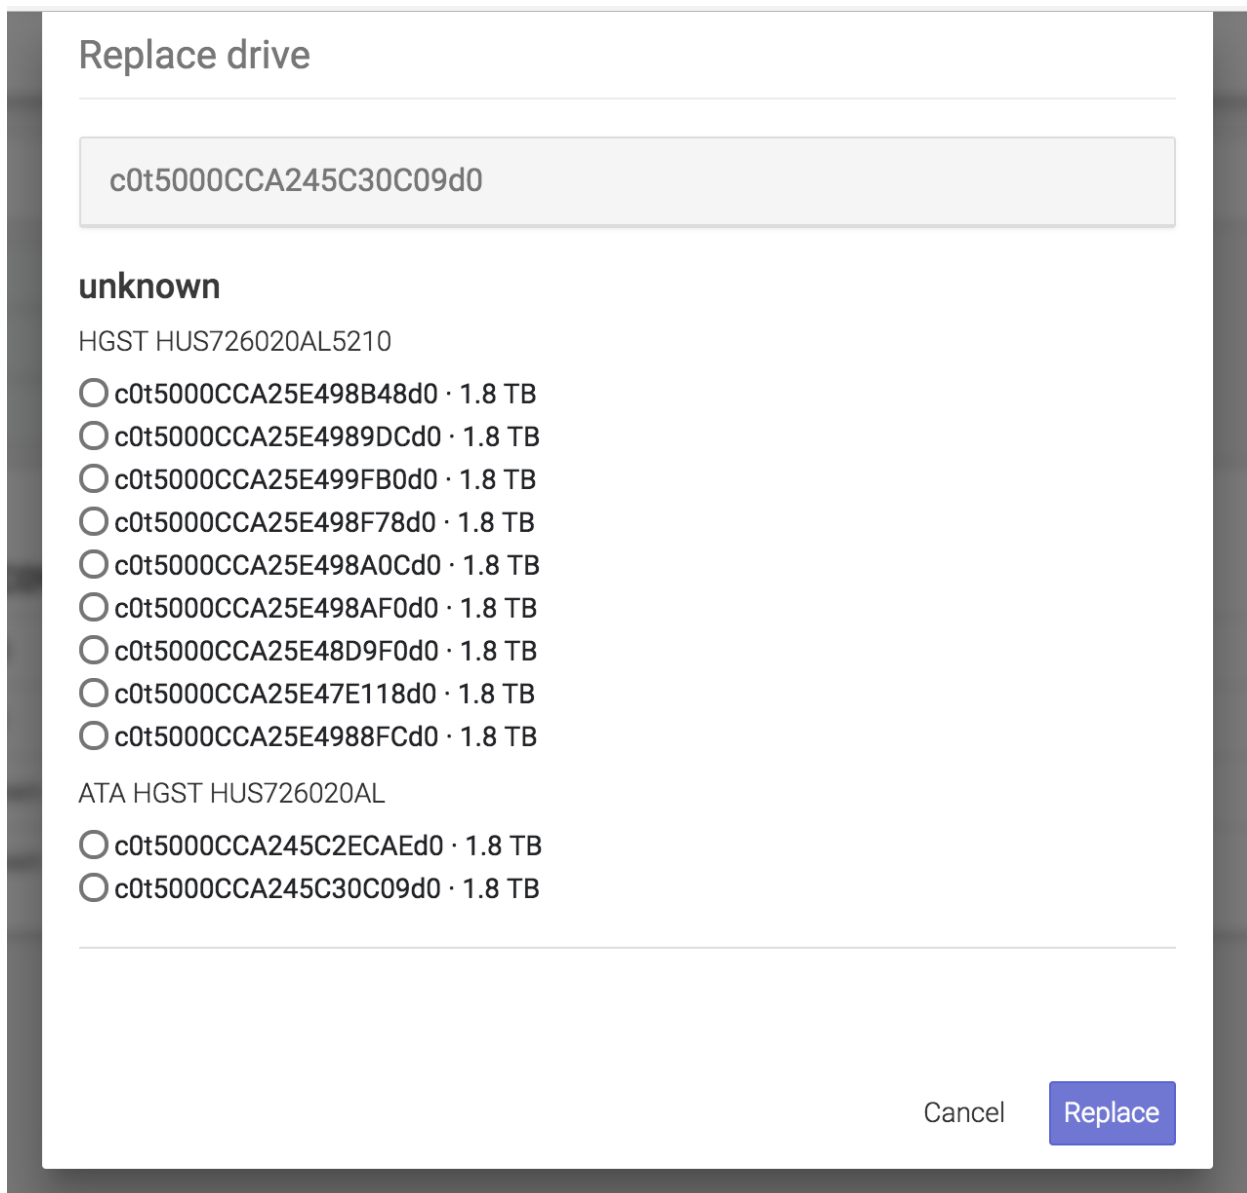 Replace drive
c0t5000CCA245C30C09d0
unknown
HGST HUS726020AL5210
c0t5000CCA25E498B48d0 · 1.8 TB
c0t5000CCA25E4989DCd0 · 1.8 TB
c0t5000CCA25E499FB0d0 · 1.8 TB
c0t5000CCA25E498F78d0 · 1.8 TB
c0t5000CCA25E498A0Cd0 · 1.8 TB
c0t5000CCA25E498AF0d0 · 1.8 TB
c0t5000CCA25E48D9F0d0 · 1.8 TB
c0t5000CCA25E47E118d0 · 1.8 TB
c0t5000CCA25E4988FCd0 · 1.8 TB
ATA HGST HUS726020AL
c0t5000CCA245C2ECAEd0 · 1.8 TB
c0t5000CCA245C30C09d0 · 1.8 TB
Cancel Replace